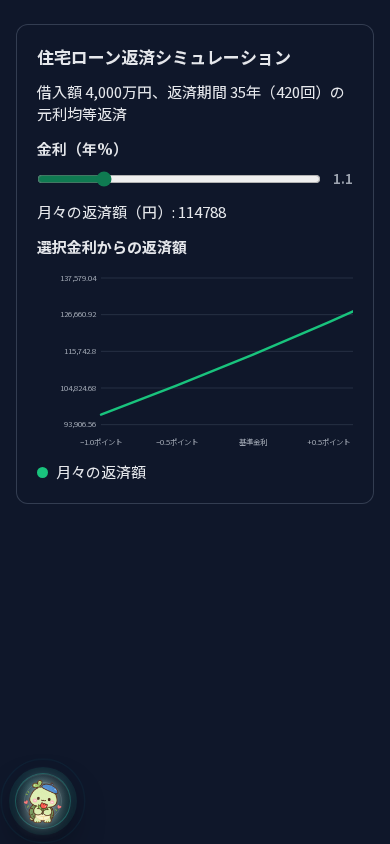 住宅ローン返済シミュレーション
借入額 4,000万円、返済期間 35年（420回）の
元利均等返済
金利（年%）
1.1
月々の返済額（円）: 114788
選択金利からの返済額
137,579.04
126,660.92
115,742.8
104,824.68
93,906.56
−1.0ポイント −0.5ポイント 基準金利 +0.5ポイント
月々の返済額